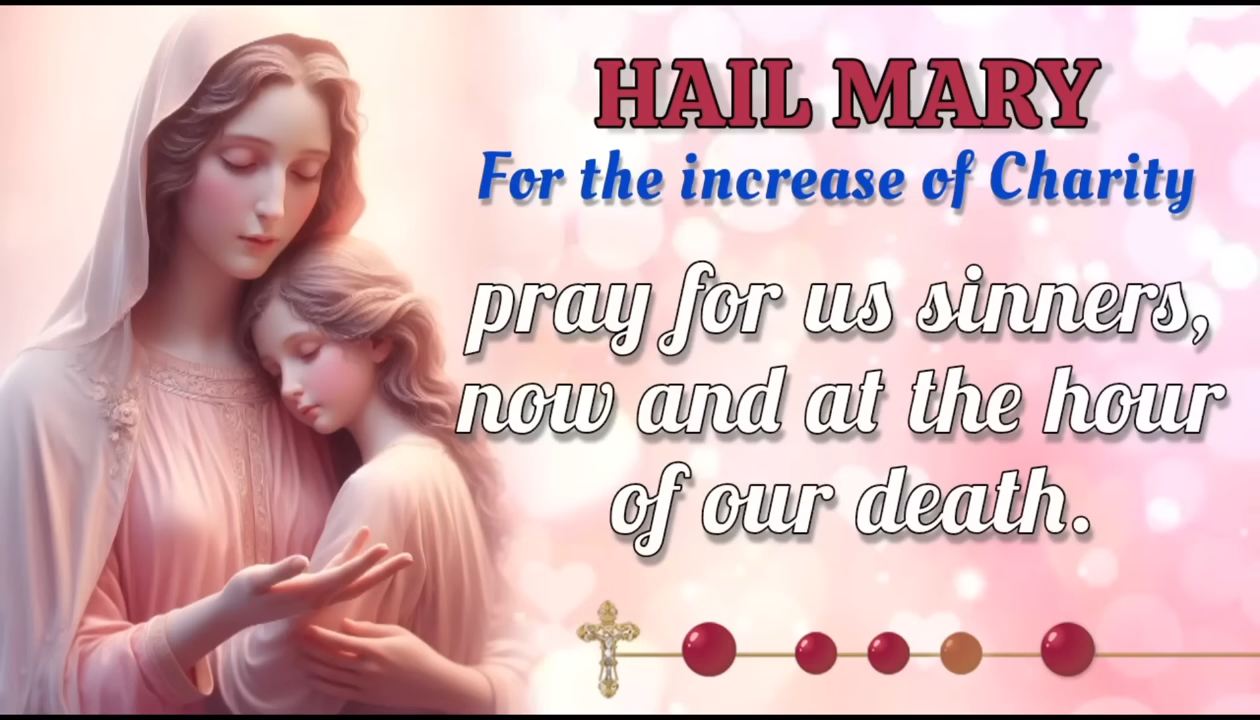 HAIL MARY
For the increase of Charity
pray for us sinners,
now and at the hour
of our death.